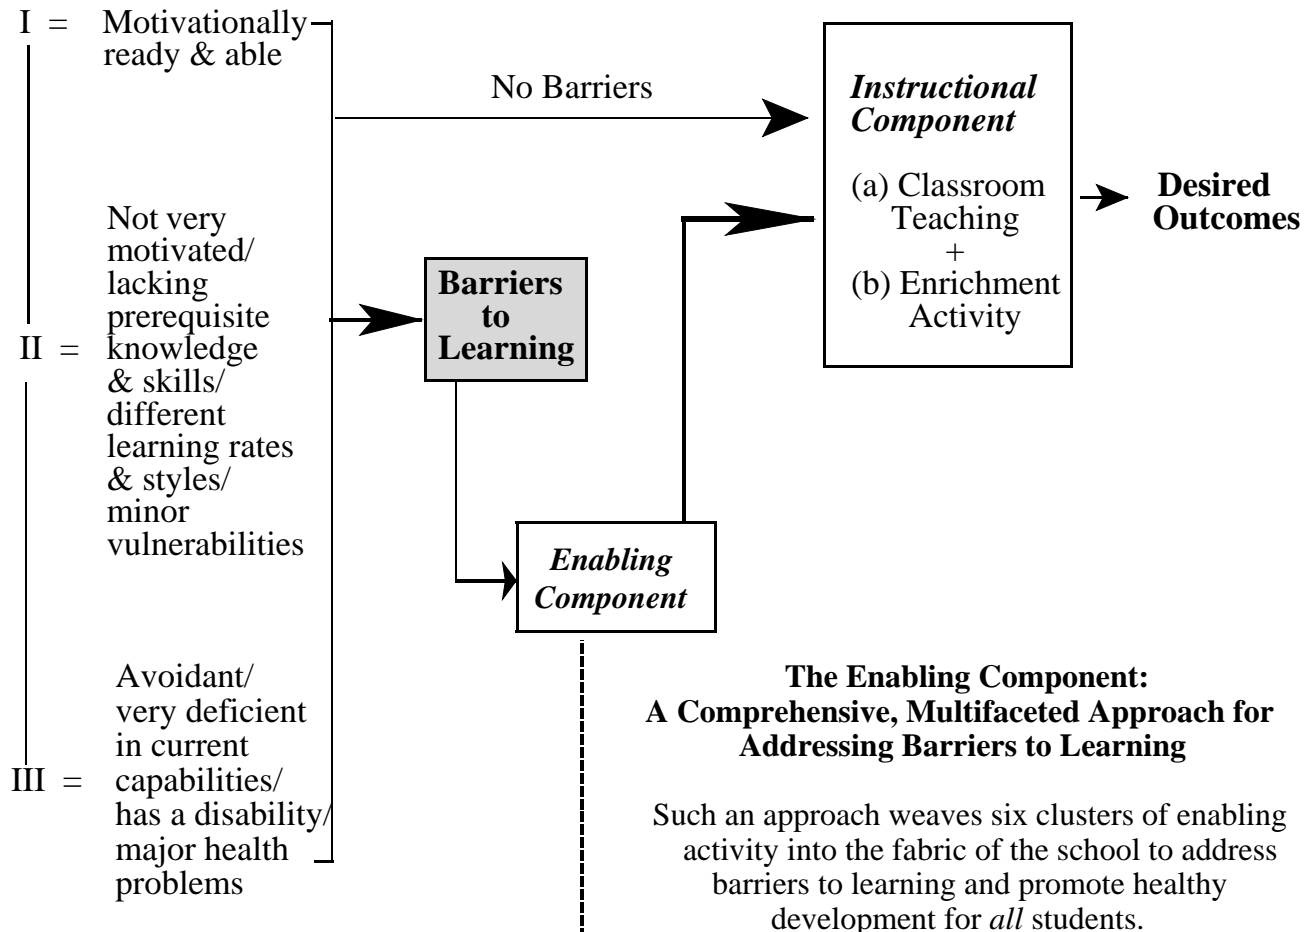 I = Motivationally
ready & able
No Barriers
Instructional
Component
(a) Classroom
Teaching
+
(b) Enrichment
Activity
Desired
Outcomes
Not very
motivated/
lacking
prerequisite
II = knowledge
& skills/
different
learning rates
& styles/
minor
vulnerabilities
Barriers
to
Learning
Enabling
Component
Avoidant/
very deficient
in current
III = capabilities/
has a disability/
major health
problems
The Enabling Component:
A Comprehensive, Multifaceted Approach for
Addressing Barriers to Learning
Such an approach weaves six clusters of enabling
activity into the fabric of the school to address
barriers to learning and promote healthy
development for all students.